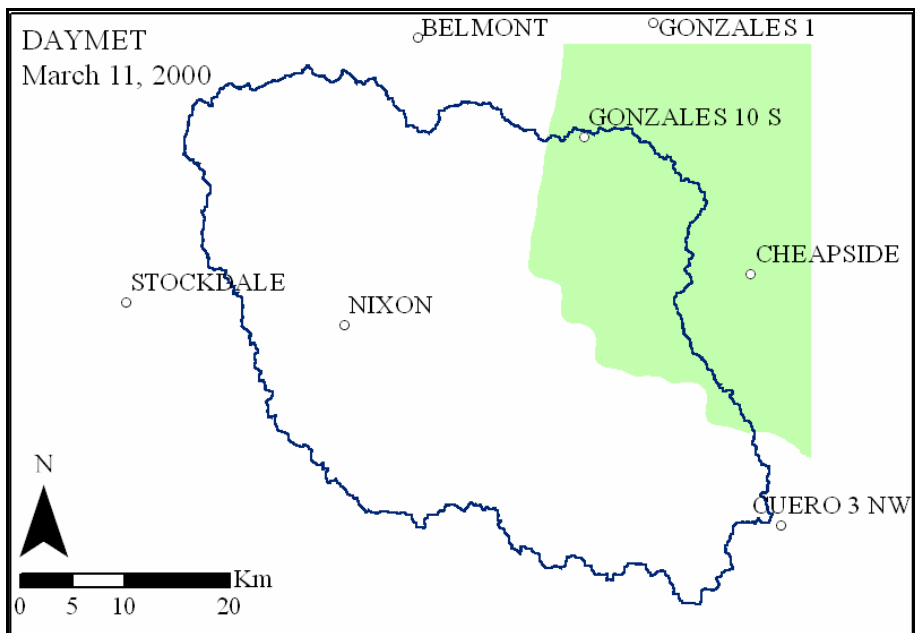 DAYMET
March 11, 2000
BELMONT
GONZALES 1
GONZALES 10 S
CHEAPSIDE
STOCKDALE
NIXON
N
CUERO 3 NW
Km
0 5 10 20